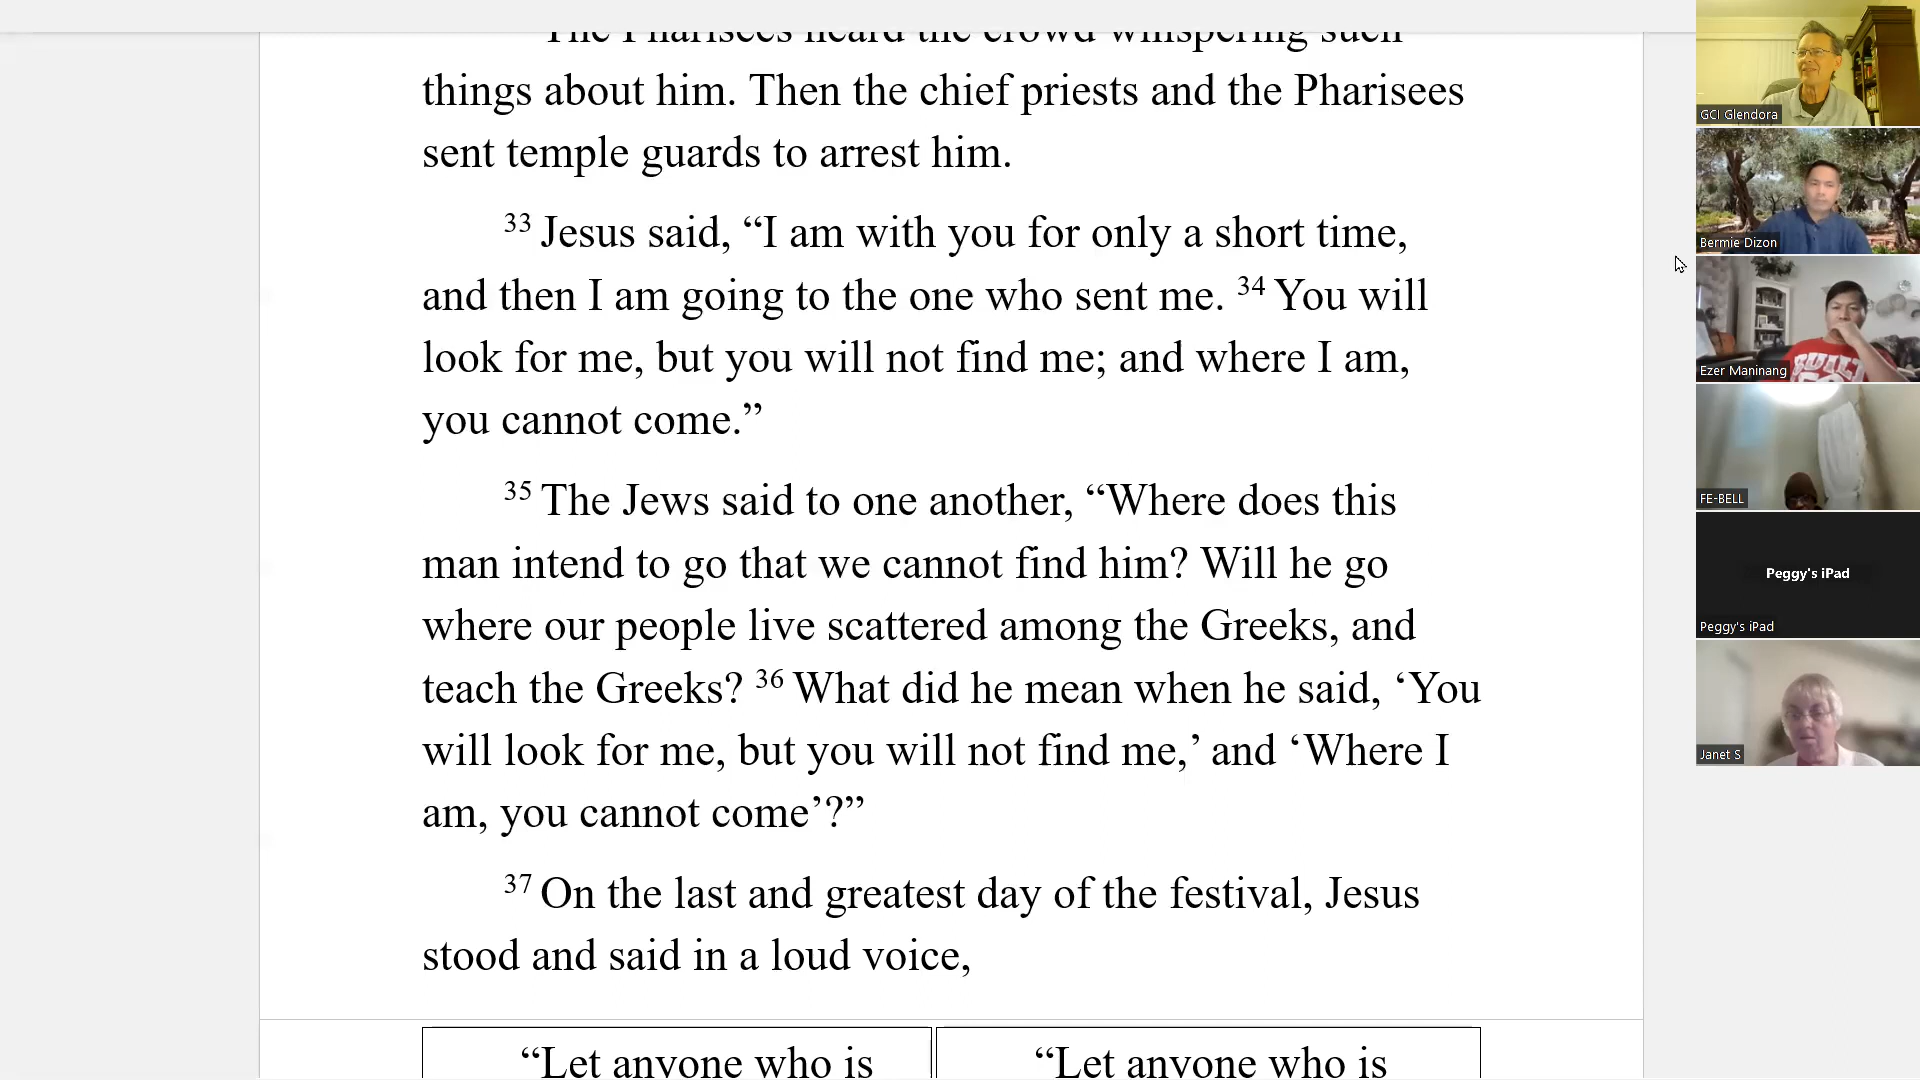 The Pharisees heard the crowd whispering such
things about him. Then the chief priests and the Pharisees
sent temple guards to arrest him.
33 Jesus said, “I am with you for only a short time,
and then I am going to the one who sent me. 34 You will
look for me, but you will not find me; and where I am,
you cannot come.”
35 The Jews said to one another, “Where does this
man intend to go that we cannot find him? Will he go
where our people live scattered among the Greeks, and
teach the Greeks? 36 What did he mean when he said, ‘You
will look for me, but you will not find me,’ and ‘Where I
am, you cannot come’?”
37 On the last and greatest day of the festival, Jesus
stood and said in a loud voice,
“Let anyone who is
“Let anyone who is
GCI Glendora
Bermie Dizon
Ezer Maninang
FE-BELL
Peggy's iPad
Peggy's iPad
Janet S